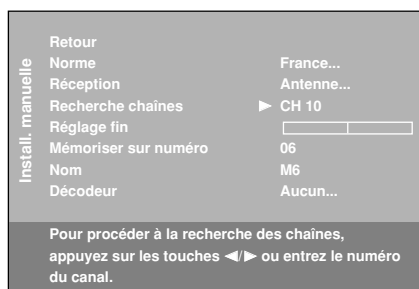 Install. manuelle
Retour
Norme France...
Réception Antenne...
Recherche chaînes ▶ CH 10
Réglage fin
Mémoriser sur numéro 06
Nom M6
Décodeur Aucun...
Pour procéder à la recherche des chaînes,
appuyez sur les touches ◀/▶ ou entrez le numéro
du canal.